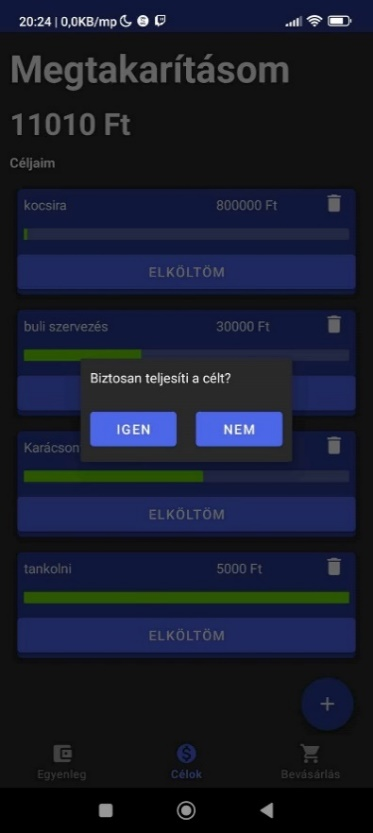 20:24 | 0,0KB/mp
Megtakarításom
11010 Ft
Céljaim
kocsira 800000 Ft
ELKÖLTÖM
buli szervezés 30000 Ft
Biztosan teljesíti a célt?
IGEN NEM
Karácson
ELKÖLTÖM
tankolni 5000 Ft
ELKÖLTÖM
+
Egyenleg Célok Bevásárlás